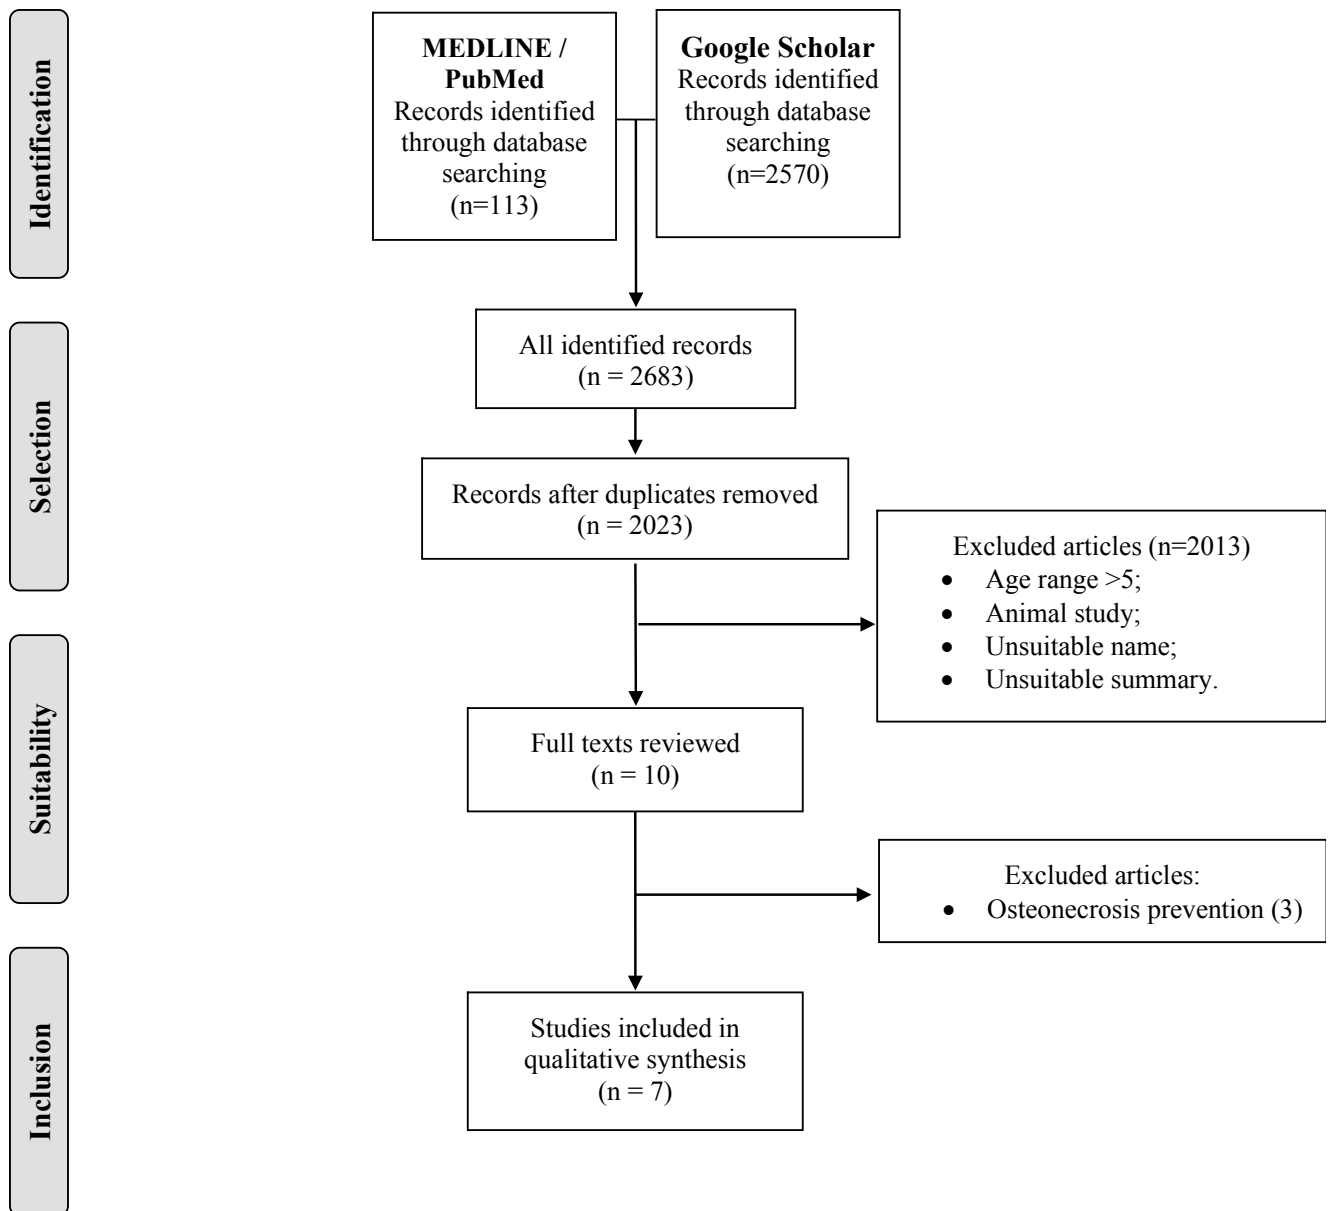 Identification
MEDLINE /
PubMed
Records identified
through database
searching
(n=113)
Google Scholar
Records identified
through database
searching
(n=2570)
All identified records
(n = 2683)
Selection
Records after duplicates removed
(n = 2023)
Excluded articles (n=2013)
• Age range >5;
• Animal study;
• Unsuitable name;
• Unsuitable summary.
Suitability
Full texts reviewed
(n = 10)
Excluded articles:
• Osteonecrosis prevention (3)
Inclusion
Studies included in
qualitative synthesis
(n = 7)